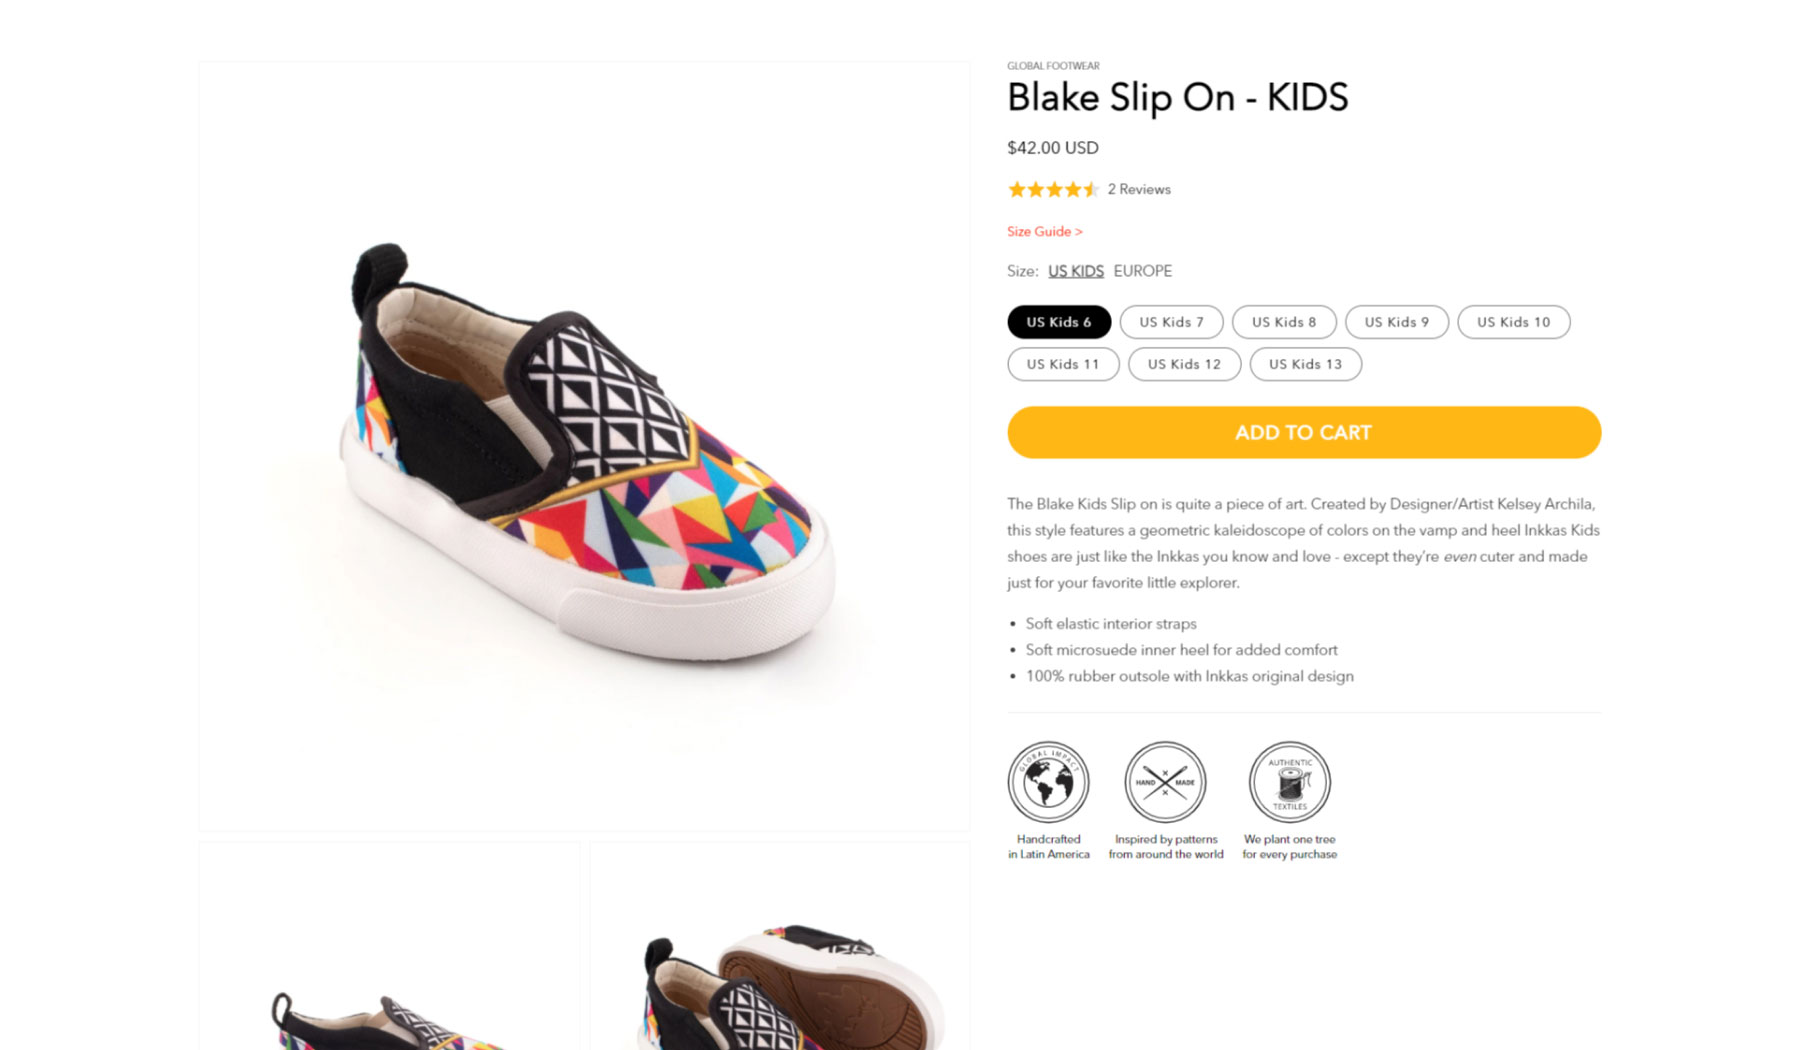 GLOBAL FOOTWEAR
Blake Slip On - KIDS
$42.00 USD
2 Reviews
Size Guide >
Size: US KIDS EUROPE
US Kids 6 US Kids 7 US Kids 8 US Kids 9 US Kids 10
US Kids 11 US Kids 12 US Kids 13
ADD TO CART
The Blake Kids Slip on is quite a piece of art. Created by Designer/Artist Kelsey Archila,
this style features a geometric kaleidoscope of colors on the vamp and heel Inkkas Kids
shoes are just like the Inkkas you know and love - except they're even cuter and made
just for your favorite little explorer.
• Soft elastic interior straps
• Soft microsuede inner heel for added comfort
• 100% rubber outsole with Inkkas original design
GLOBAL IMPACT
HAND MADE
AUTHENTIC
TEXTILES
Handcrafted
in Latin America
Inspired by patterns
from around the world
We plant one tree
for every purchase